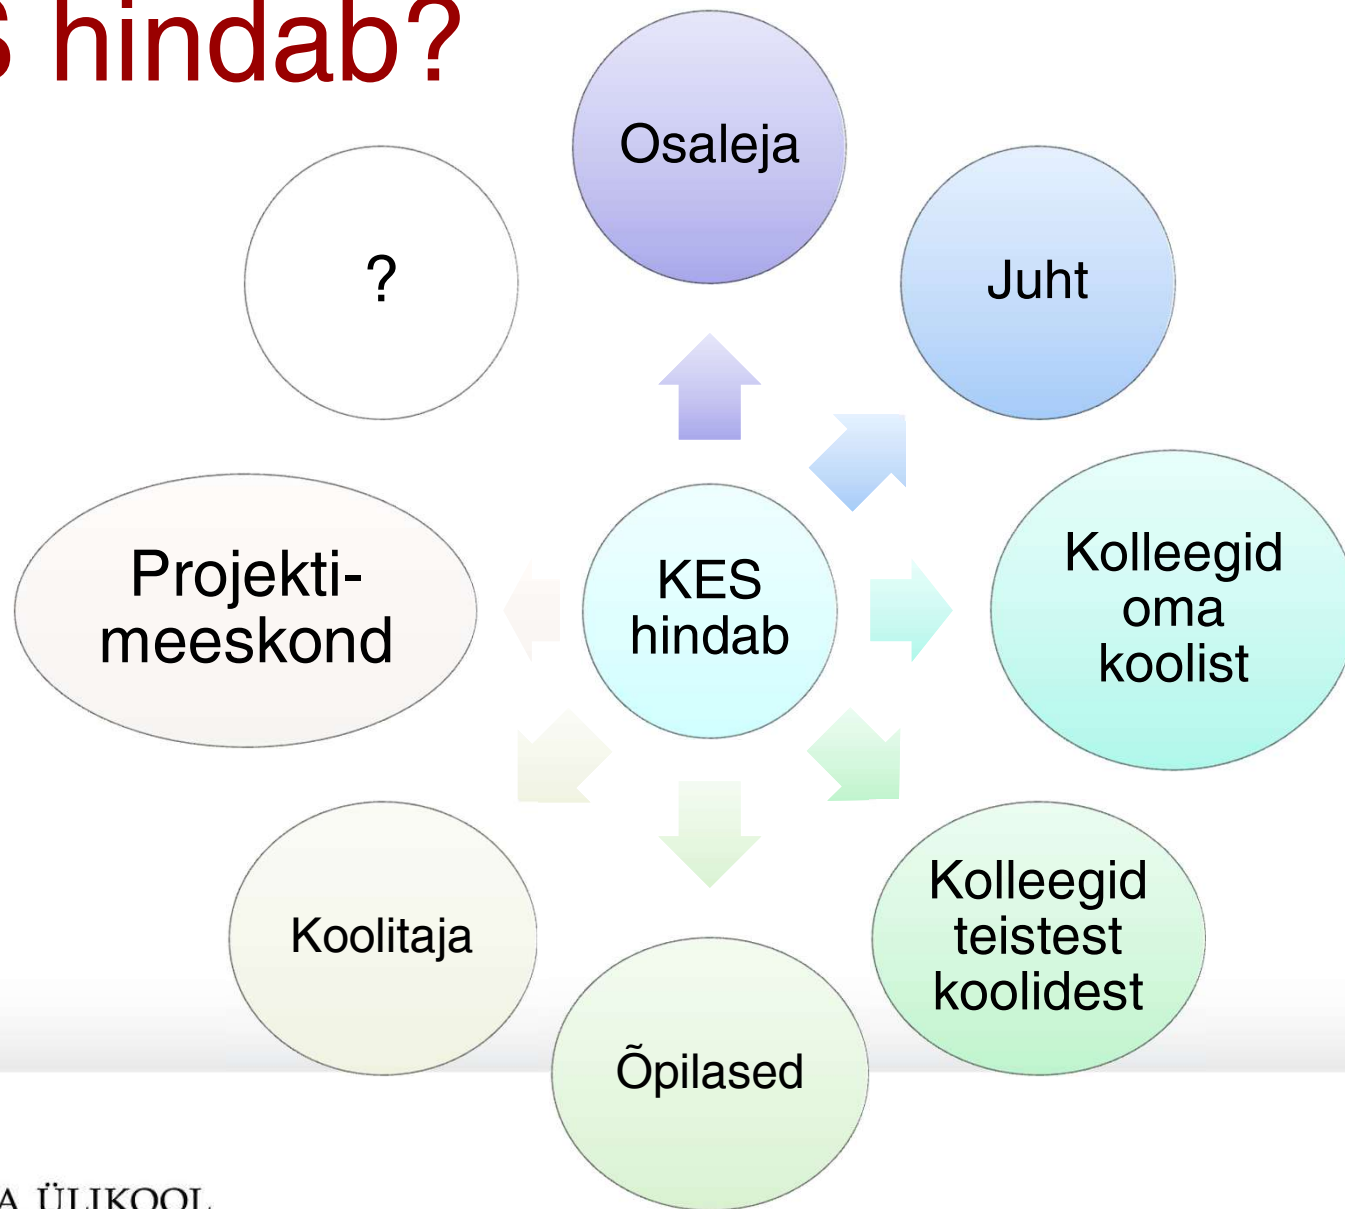 S hindab?
Osaleja
?
Juht
Projekti-
meeskond
KES
hindab
Kolleegid
oma
koolist
Koolitaja
Kolleegid
teistest
koolidest
Õpilased
A ÜLIKOOL